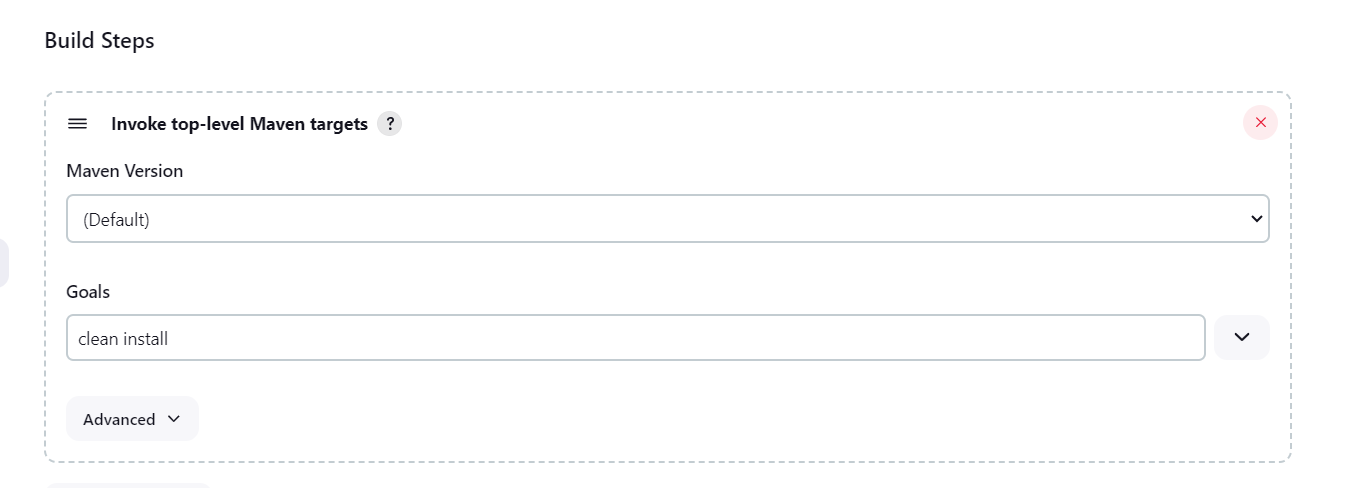 Build Steps
Invoke top-level Maven targets ?
Maven Version
(Default)
Goals
clean install
Advanced